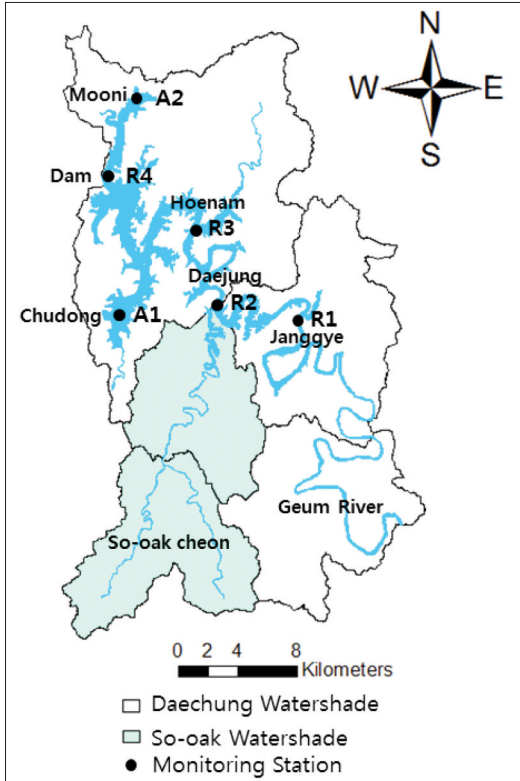 N
W E
S
Mooni A2
Dam R4
Hoenam
R3
Daejung
R2
Chudong A1
R1
Janggye
Geum River
So-oak cheon
0 2 4 8
Kilometers
Daechung Watershade
So-oak Watershade
Monitoring Station